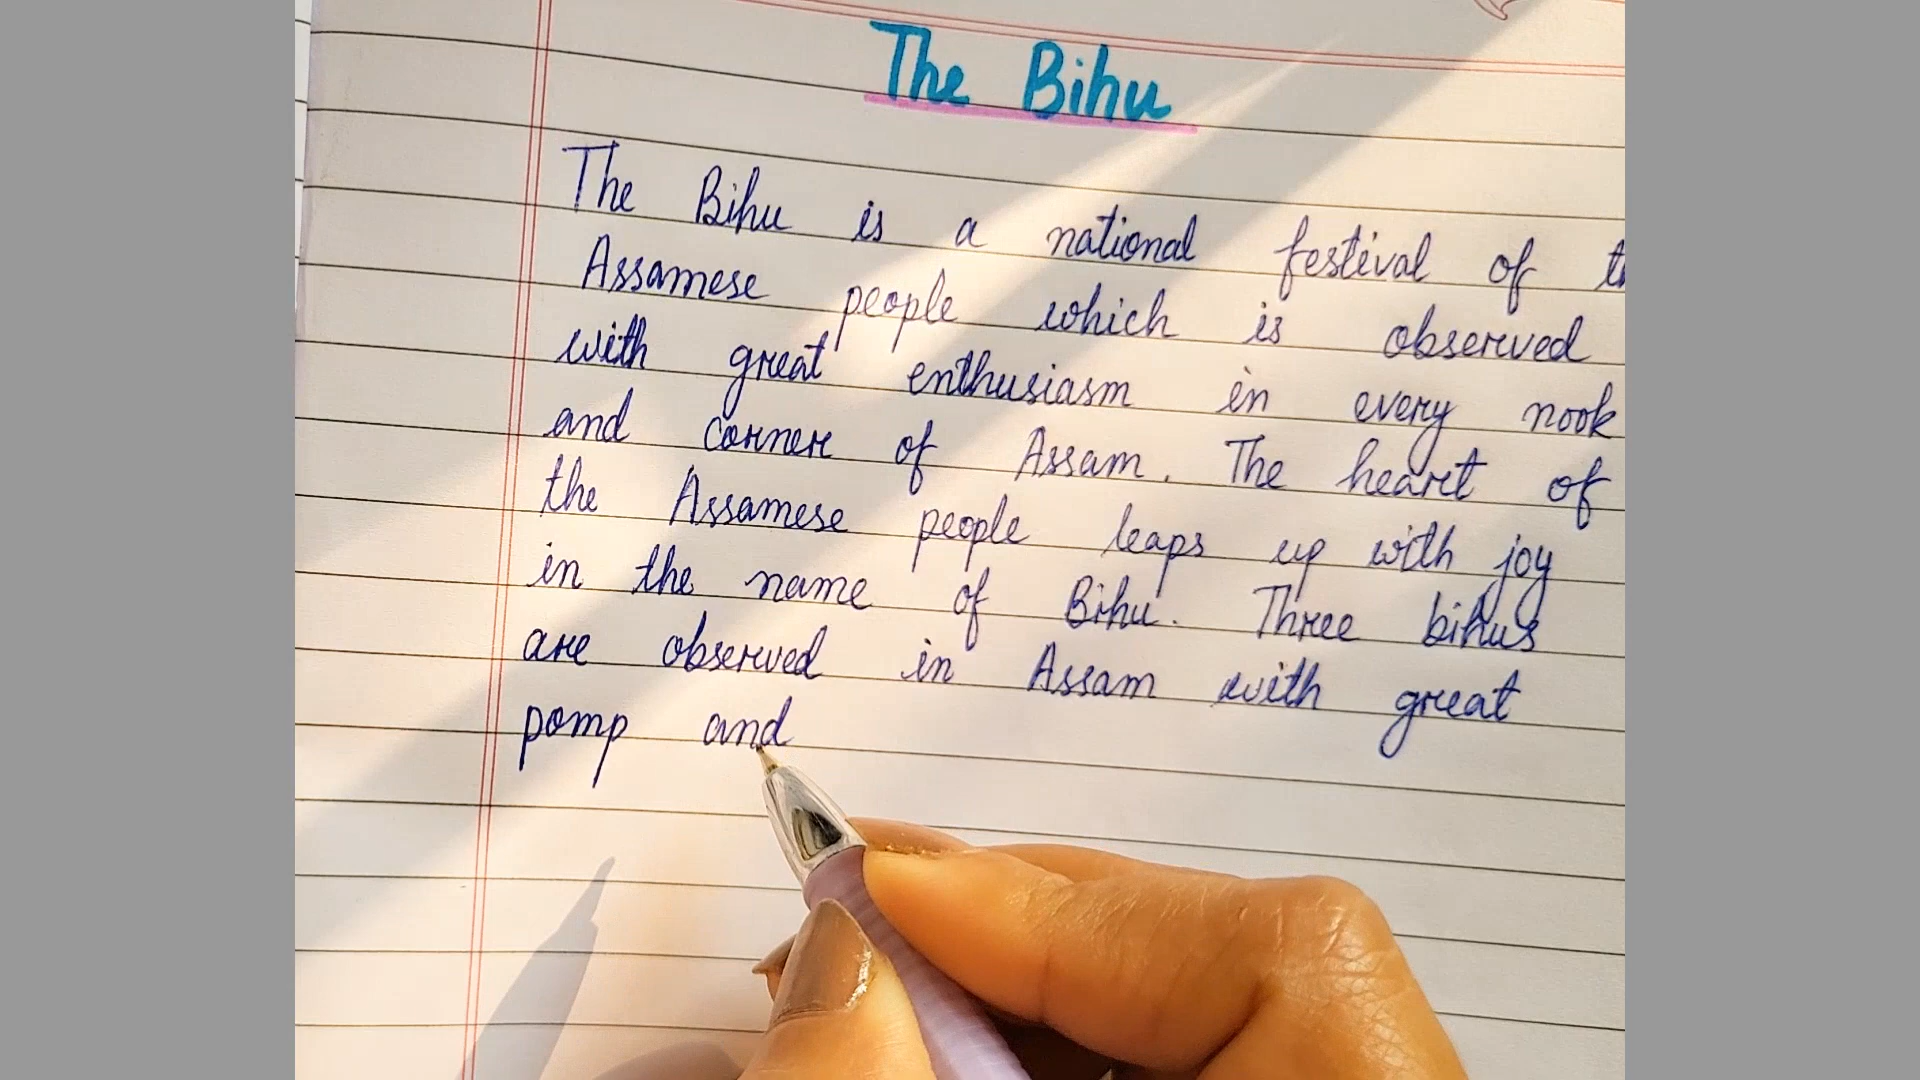 The Bihu
The Bihu is a national festival of
Assamese people which is observed
with great enthusiasm in every nook
and corner of Assam. The heart of
the Assamese people leaps up with joy
in the name of Bihu. Three bihus
are observed in Assam with great
pomp and